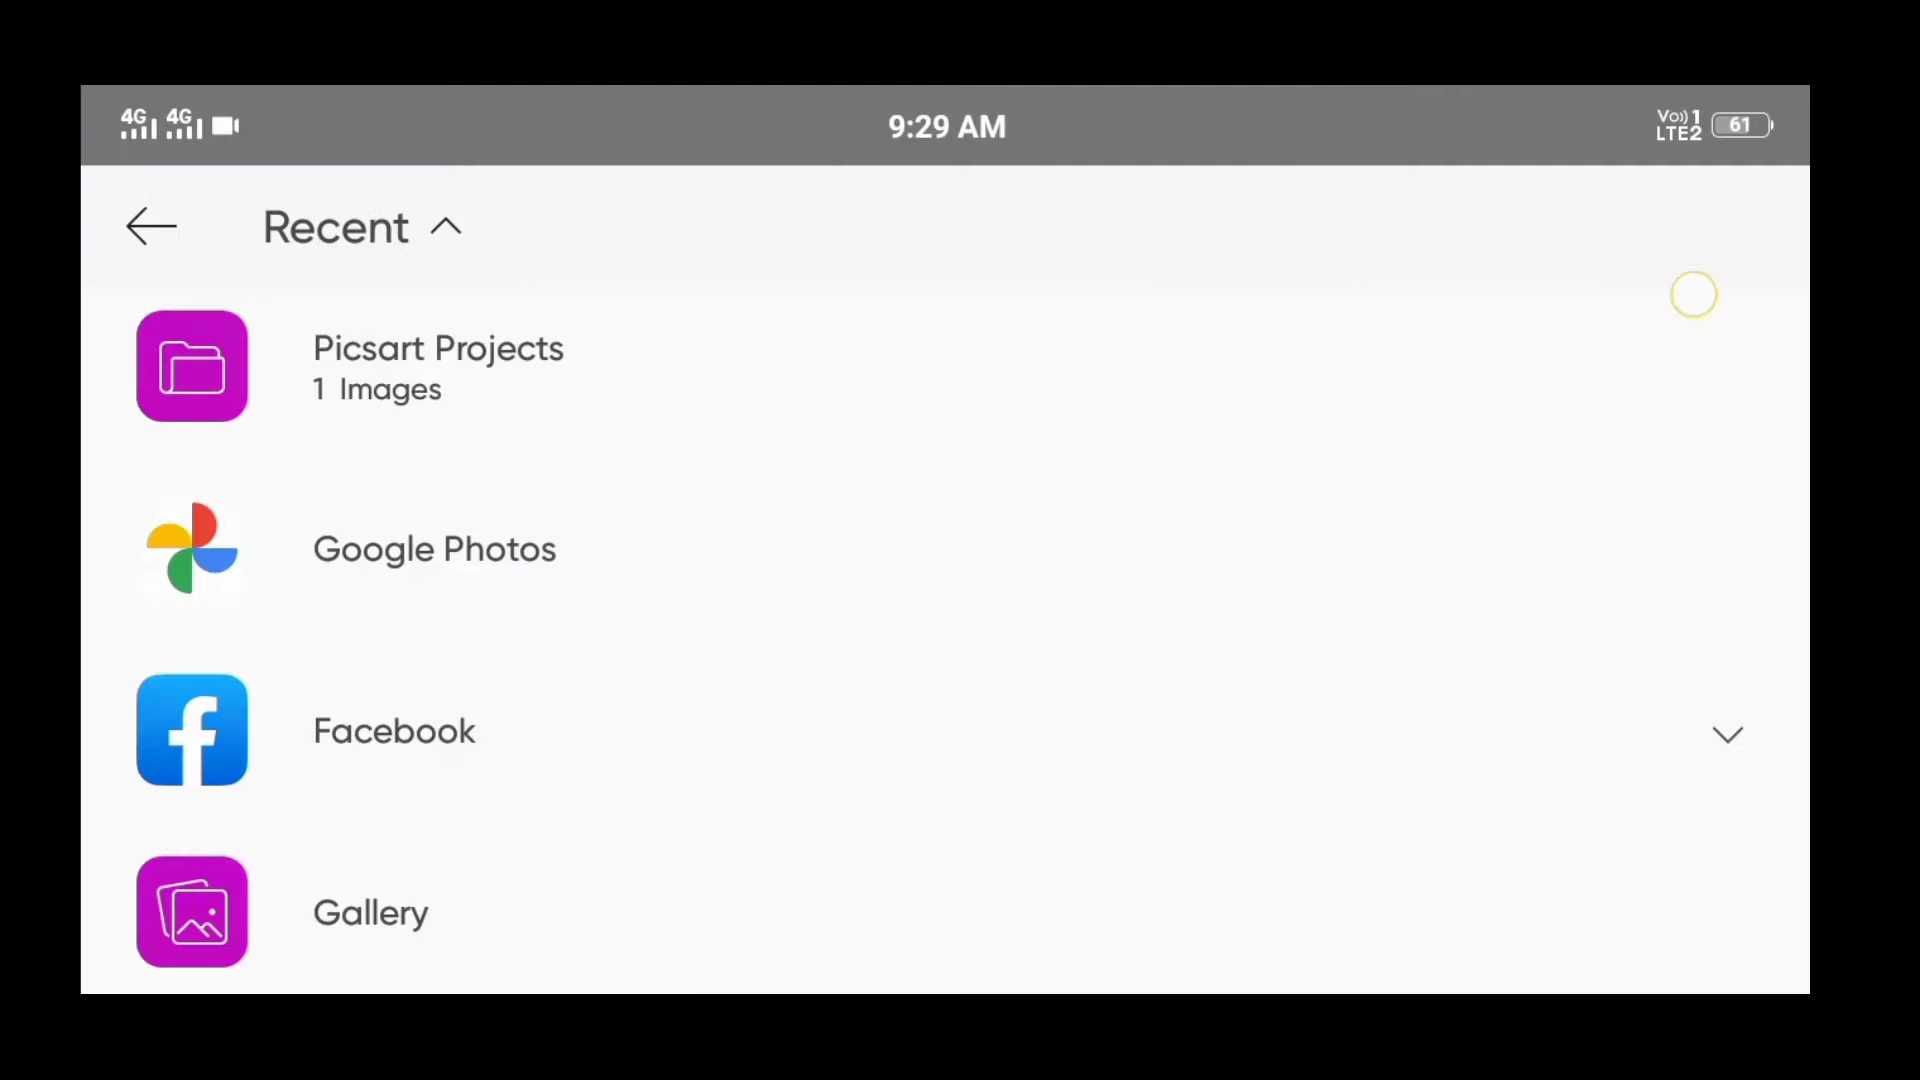 4G 4G
9:29 AM
Vo)) 1
LTE2
61
Recent
Picsart Projects
1 Images
Google Photos
Facebook
Gallery